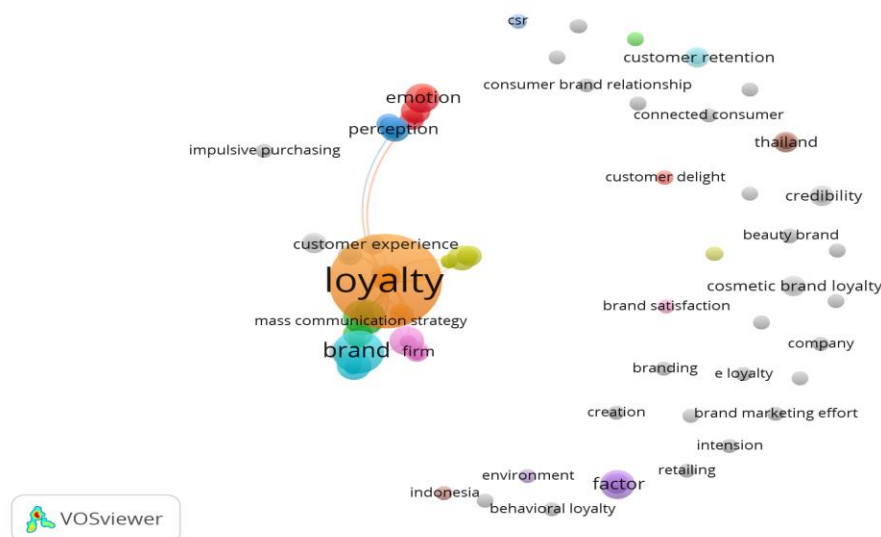 csr
customer retention
consumer brand relationship
emotion
connected consumer
perception
thailand
impulsive purchasing
customer delight
credibility
beauty brand
customer experience
loyalty
cosmetic brand loyalty
brand satisfaction
mass communication strategy
company
brand
firm
branding
e loyalty
creation
brand marketing effort
intension
retailing
environment
factor
indonesia
behavioral loyalty
VOSviewer